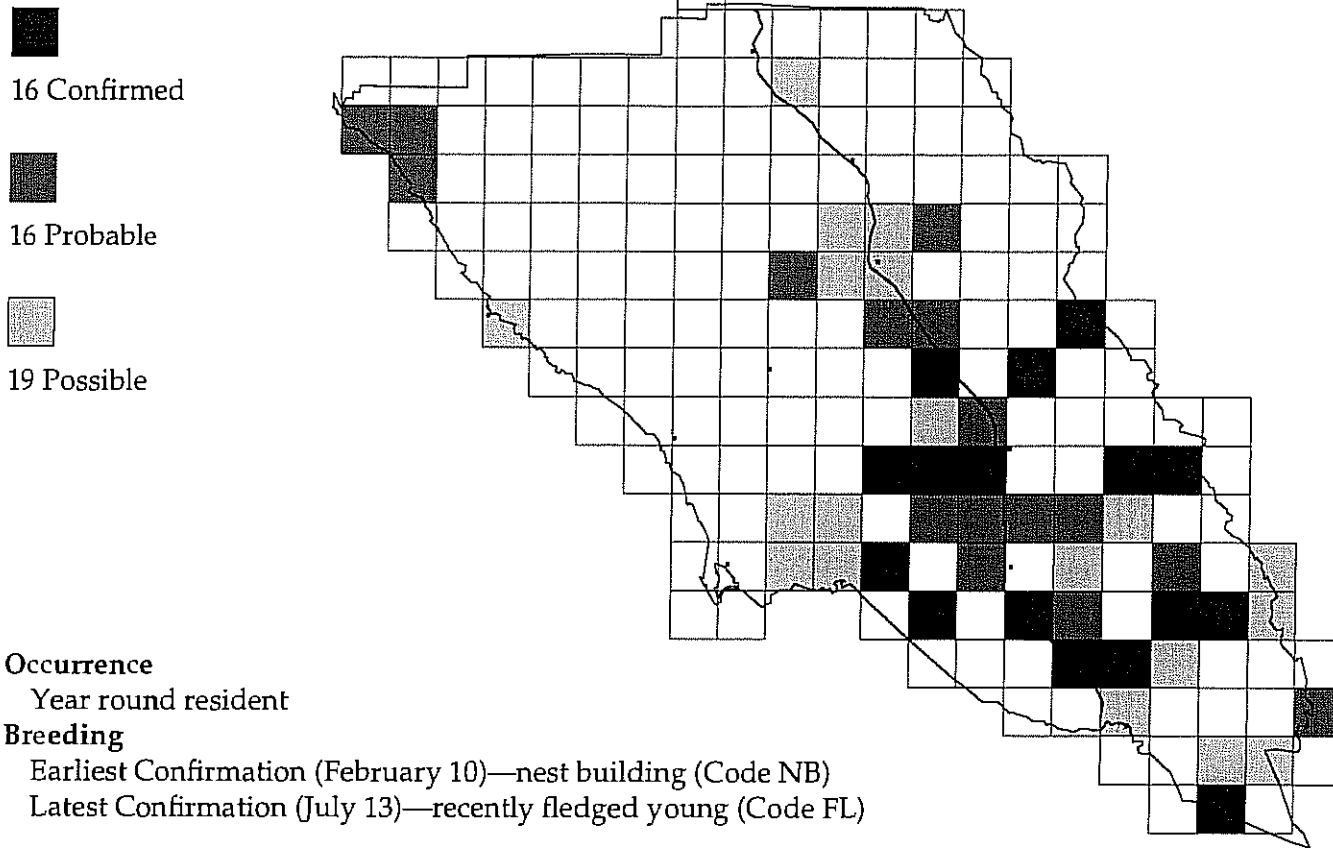 16 Confirmed
16 Probable
19 Possible
Occurrence
Year round resident
Breeding
Earliest Confirmation (February 10)—nest building (Code NB)
Latest Confirmation (July 13)—recently fledged young (Code FL)